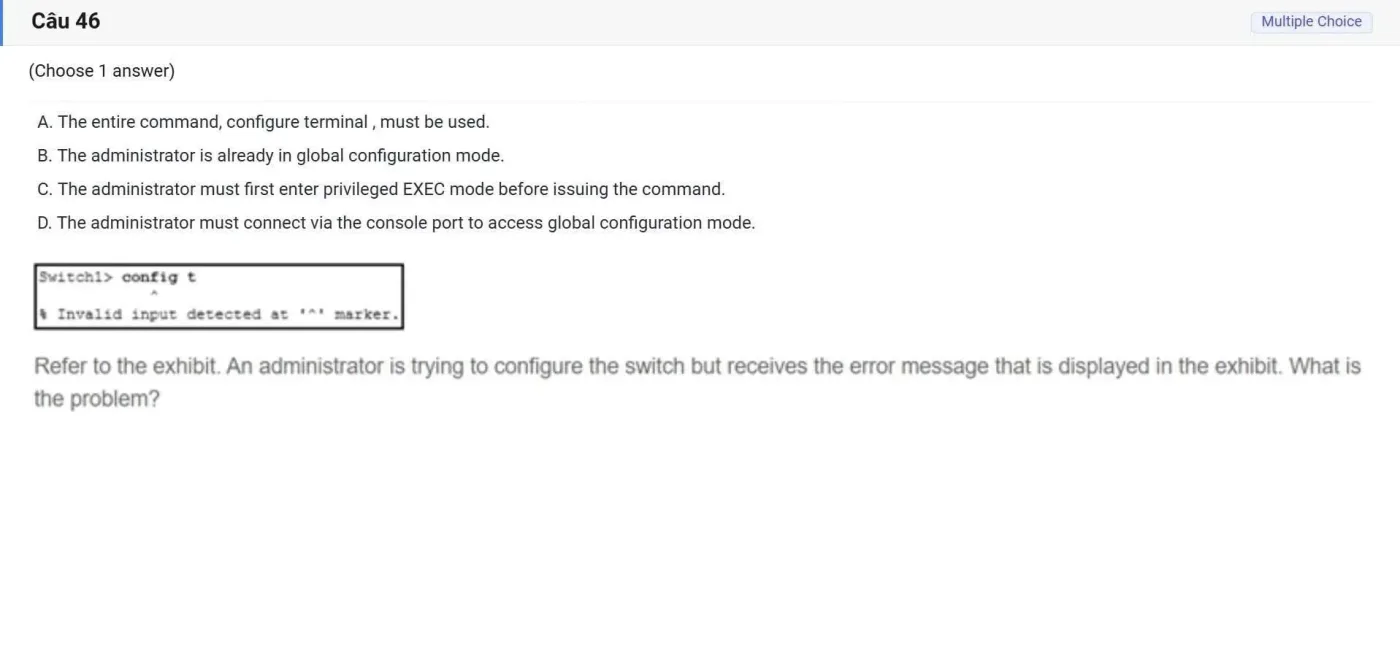 Câu 46
Multiple Choice
(Choose 1 answer)
A. The entire command, configure terminal , must be used.
B. The administrator is already in global configuration mode.
C. The administrator must first enter privileged EXEC mode before issuing the command.
D. The administrator must connect via the console port to access global configuration mode.
Switch1> config t
^
% Invalid input detected at '^' marker.
Refer to the exhibit. An administrator is trying to configure the switch but receives the error message that is displayed in the exhibit. What is
the problem?